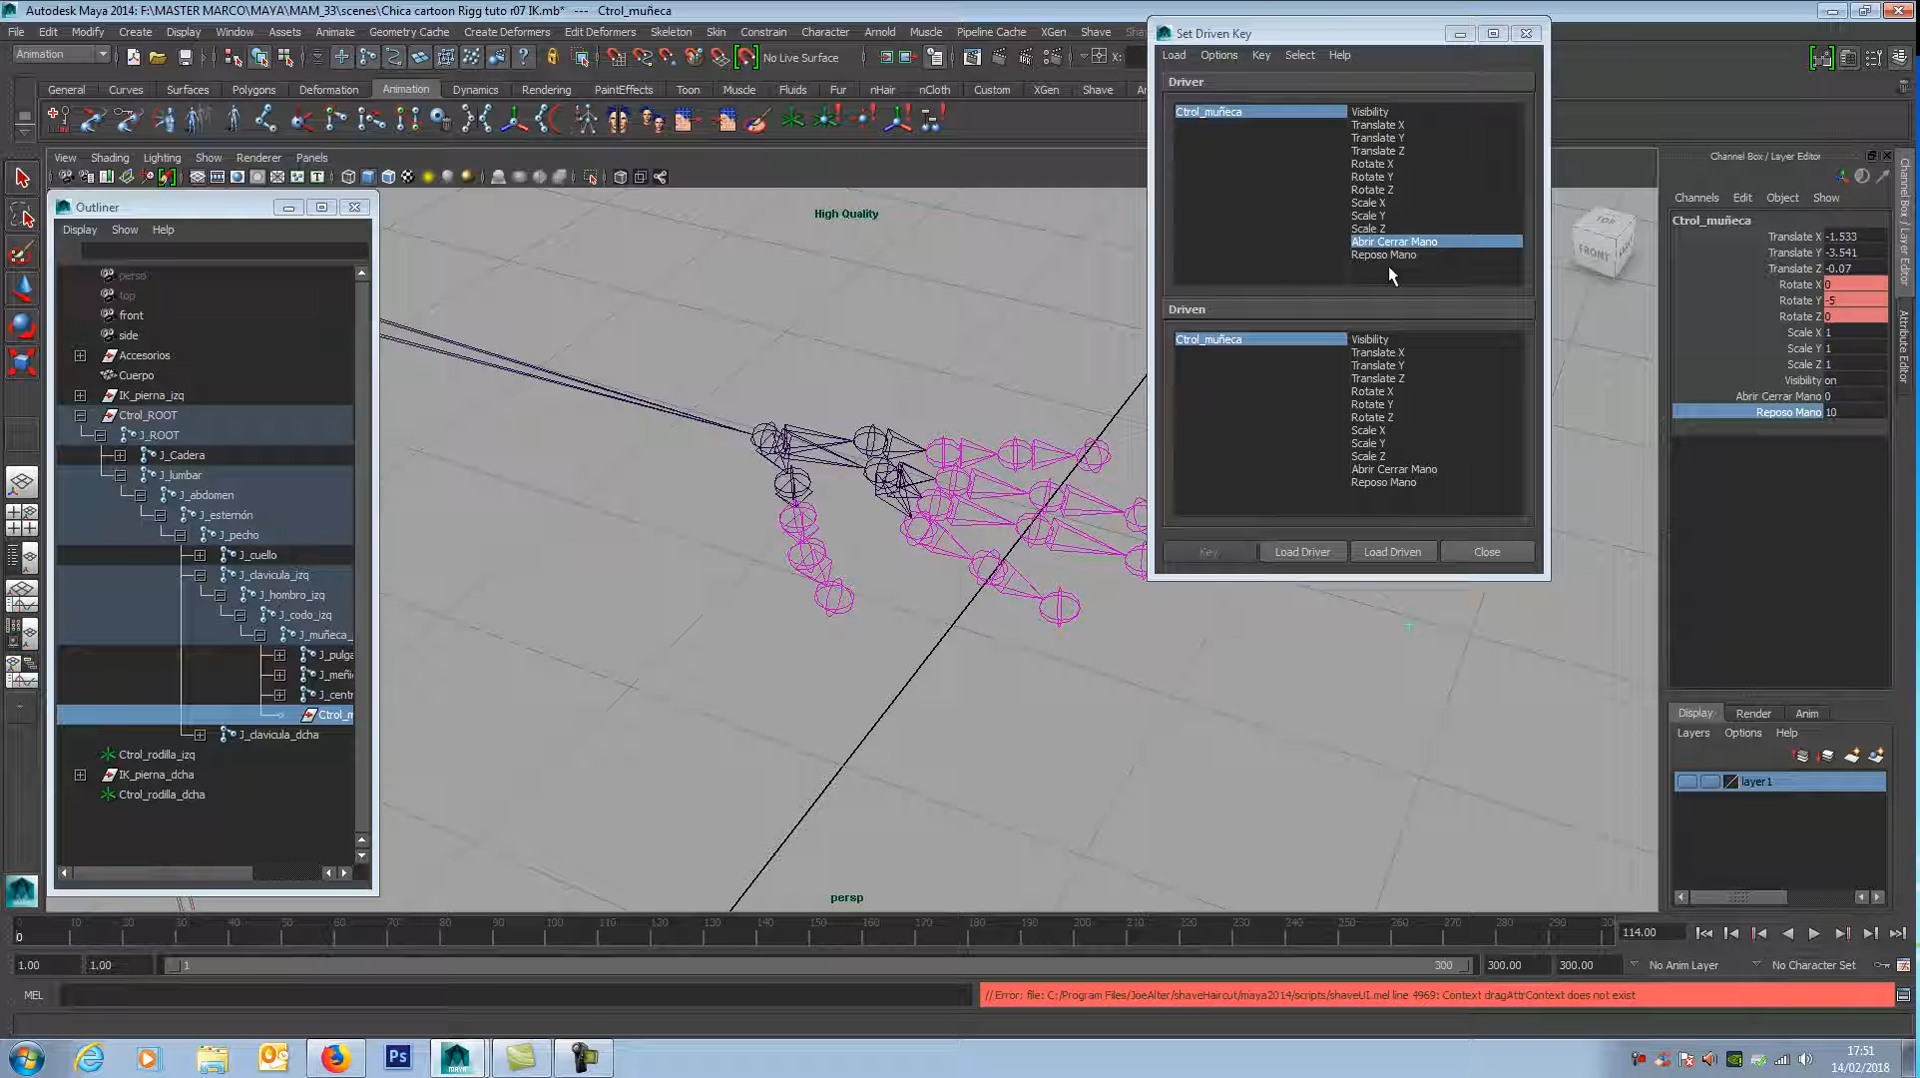 Autodesk Maya 2014: F:\MASTER MARCO\MAYA\MAM_33\scenes\Chica cartoon Rigg tuto r07 IK.mb* --- Ctrol_muñeca
File Edit Modify Create Display Window Assets Animate Geometry Cache Create Deformers Edit Deformers Skeleton Skin Constrain Character Arnold Muscle Pipeline Cache XGen Shave
Animation
No Live Surface
X:
General Curves Surfaces Polygons Deformation Animation Dynamics Rendering PaintEffects Toon Muscle Fluids Fur nHair nCloth Custom XGen Shave
View Shading Lighting Show Renderer Panels
High Quality
persp
TOP
FRONT
Outliner
Display Show Help
persp
top
front
side
Accesorios
Cuerpo
IK_pierna_izq
Ctrol_ROOT
J_ROOT
J_Cadera
J_lumbar
J_abdomen
J_esternón
J_pecho
J_cuello
J_clavicula_izq
J_hombro_izq
J_codo_izq
J_muñeca_
J_pulga
J_meñi
J_centr
Ctrol_m
J_clavicula_dcha
Ctrol_rodilla_izq
IK_pierna_dcha
Ctrol_rodilla_dcha
Set Driven Key
Load Options Key Select Help
Driver
Ctrol_muñeca
Visibility
Translate X
Translate Y
Translate Z
Rotate X
Rotate Y
Rotate Z
Scale X
Scale Y
Scale Z
Abrir Cerrar Mano
Reposo Mano
Driven
Ctrol_muñeca
Visibility
Translate X
Translate Y
Translate Z
Rotate X
Rotate Y
Rotate Z
Scale X
Scale Y
Scale Z
Abrir Cerrar Mano
Reposo Mano
Key Load Driver Load Driven Close
Channel Box / Layer Editor
Channels Edit Object Show
Ctrol_muñeca
Translate X -1.533
Translate Y -3.541
Translate Z -0.07
Rotate X 0
Rotate Y -5
Rotate Z 0
Scale X 1
Scale Y 1
Scale Z 1
Visibility on
Abrir Cerrar Mano 0
Reposo Mano 10
Channel Box / Layer Editor
Attribute Editor
Display Render Anim
Layers Options Help
layer1
0 10 20 30 40 50 60 70 80 90 100 110 120 130 140 150 160 170 180 190 200 210 220 230 240 250 260 270 280 290 30
0
114.00
1.00 1.00 1 300 300.00 300.00 No Anim Layer No Character Set
MEL
// Error: file: C:/Program Files/JoeAlter/shaveHaircut/maya2014/scripts/shaveUI.mel line 4969: Context dragAttrContext does not exist
Ps
MAYA
17:51
14/02/2018